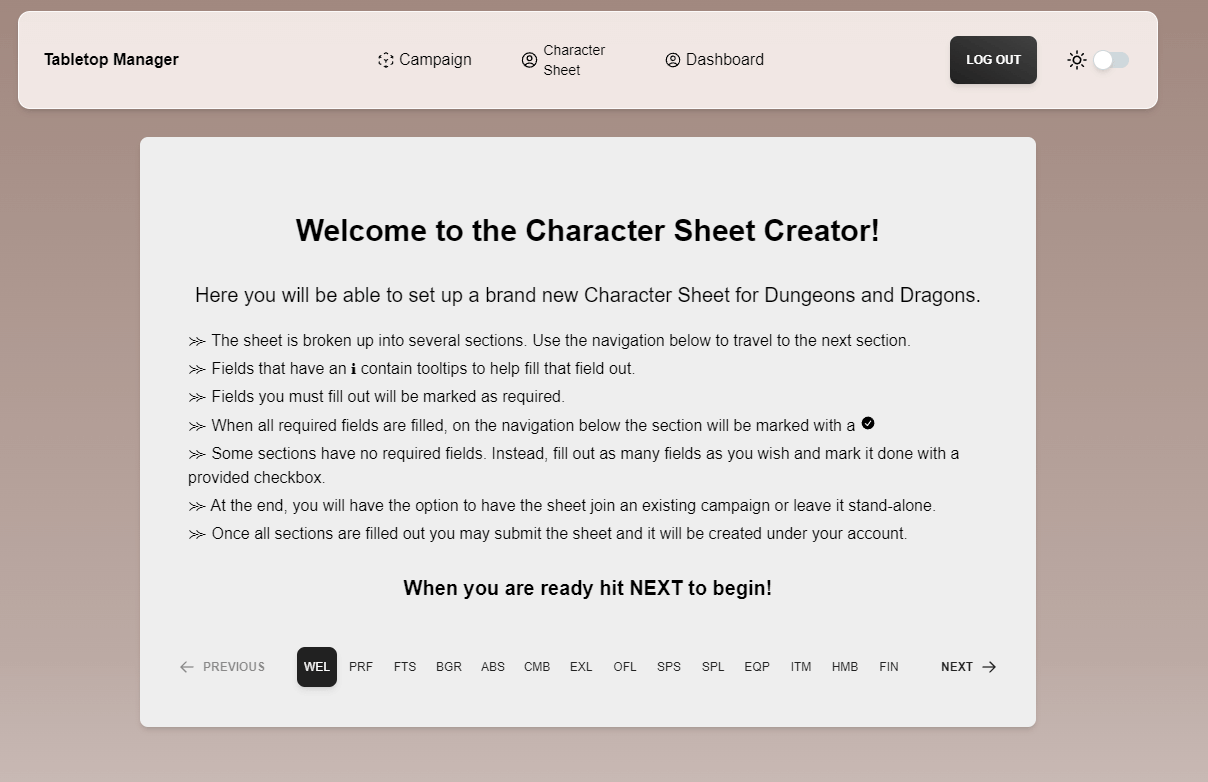 Tabletop Manager
Campaign
Character
Sheet
Dashboard
LOG OUT
Welcome to the Character Sheet Creator!
Here you will be able to set up a brand new Character Sheet for Dungeons and Dragons.
The sheet is broken up into several sections. Use the navigation below to travel to the next section.
Fields that have an i contain tooltips to help fill that field out.
Fields you must fill out will be marked as required.
When all required fields are filled, on the navigation below the section will be marked with a
Some sections have no required fields. Instead, fill out as many fields as you wish and mark it done with a
provided checkbox.
At the end, you will have the option to have the sheet join an existing campaign or leave it stand-alone.
Once all sections are filled out you may submit the sheet and it will be created under your account.
When you are ready hit NEXT to begin!
PREVIOUS WEL PRF FTS BGR ABS CMB EXL OFL SPS SPL EQP ITM HMB FIN NEXT